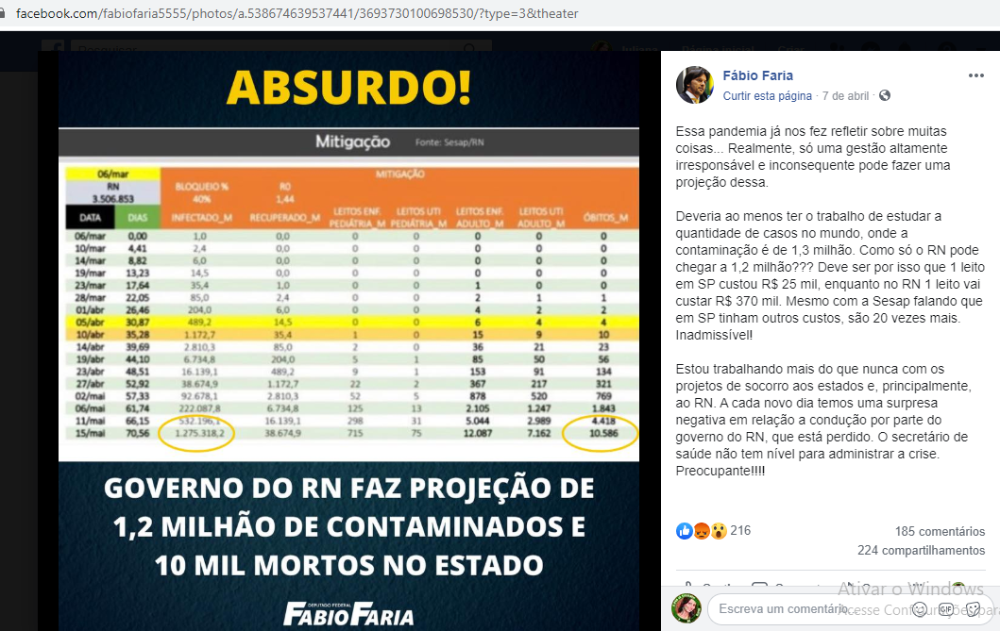 facebook.com/fabiofaria5555/photos/a.538674639537441/3693730100698530/?type=3&theater
ABSURDO!
Mitigação Fonte: Sesap/RN
06/mar MITIGAÇÃO
RN BLOQUEIO % R0
3.506.853 40% 1,44
LEITOS ENF. LEITOS UTI LEITOS ENF. LEITOS UTI
DATA DIAS INFECTADO_M RECUPERADO_M PEDIÁTRIA_M PEDIÁTRIA_M ADULTO_M ADULTO_M ÓBITOS_M
06/mar 0,00 1,0 0,0 0 0 0 0 0
10/mar 4,41 2,4 0,0 0 0 0 0 0
14/mar 8,82 6,0 0,0 0 0 0 0 0
19/mar 13,23 14,5 0,0 0 0 0 0 0
23/mar 17,64 35,4 1,0 0 0 1 0 0
28/mar 22,05 85,0 2,4 0 0 2 1 1
01/abr 26,46 204,0 6,0 0 0 4 2 2
05/abr 30,87 489,2 14,5 0 0 6 4 4
10/abr 35,28 1.172,7 35,4 1 0 15 9 10
14/abr 39,69 2.810,3 85,0 2 0 36 21 23
19/abr 44,10 6.734,8 204,0 5 1 85 50 56
23/abr 48,51 16.139,1 489,2 9 1 153 91 134
27/abr 52,92 38.674,9 1.172,7 22 2 367 217 321
02/mai 57,33 92.678,1 2.810,3 52 5 878 520 769
06/mai 61,74 222.087,8 6.734,8 125 13 2.105 1.247 1.843
11/mai 66,15 532.196,1 16.139,1 298 31 5.044 2.989 4.418
15/mai 70,56 1.275.318,2 38.674,9 715 75 12.087 7.162 10.586
GOVERNO DO RN FAZ PROJEÇÃO DE
1,2 MILHÃO DE CONTAMINADOS E
10 MIL MORTOS NO ESTADO
DEPUTADO FEDERAL
FABIOFARIA
Fábio Faria
Curtir esta página · 7 de abril ·
Essa pandemia já nos fez refletir sobre muitas
coisas... Realmente, só uma gestão altamente
irresponsável e inconsequente pode fazer uma
projeção dessa.
Deveria ao menos ter o trabalho de estudar a
quantidade de casos no mundo, onde a
contaminação é de 1,3 milhão. Como só o RN pode
chegar a 1,2 milhão??? Deve ser por isso que 1 leito
em SP custou R$ 25 mil, enquanto no RN 1 leito vai
custar R$ 370 mil. Mesmo com a Sesap falando que
em SP tinham outros custos, são 20 vezes mais.
Inadmissível!
Estou trabalhando mais do que nunca com os
projetos de socorro aos estados e, principalmente,
ao RN. A cada novo dia temos uma surpresa
negativa em relação a condução por parte do
governo do RN, que está perdido. O secretário de
saúde não tem nível para administrar a crise.
Preocupante!!!!
216
185 comentários
224 compartilhamentos
Ativar o Windows
Escreva um comentário...
GIF
Acesse Configurações para